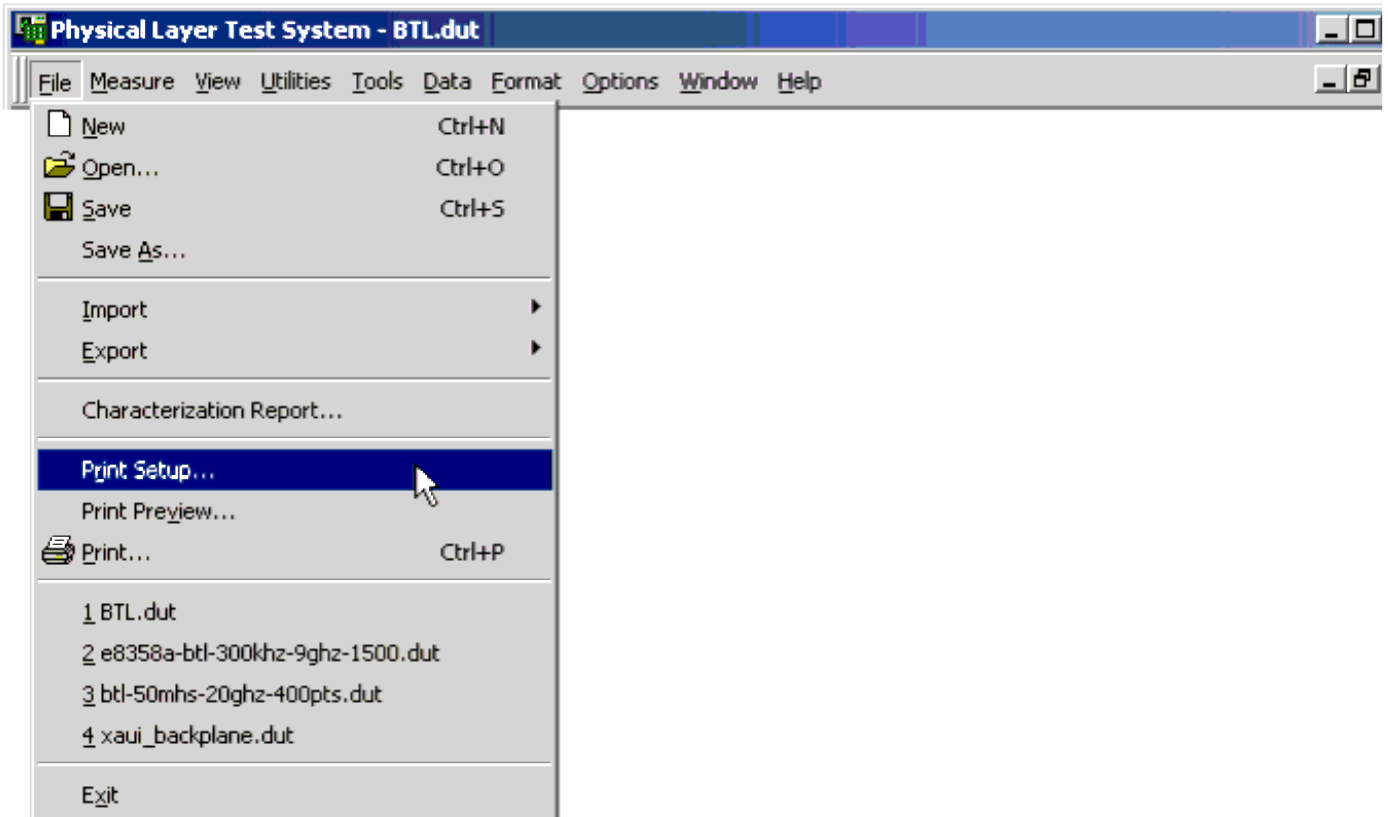 Physical Layer Test System - BTL.dut
File Measure View Utilities Tools Data Format Options Window Help
New Ctrl+N
Open... Ctrl+O
Save Ctrl+S
Save As...
Import
Export
Characterization Report...
Print Setup...
Print Preview...
Print... Ctrl+P
1 BTL.dut
2 e8358a-btl-300khz-9ghz-1500.dut
3 btl-50mhs-20ghz-400pts.dut
4 xaui_backplane.dut
Exit